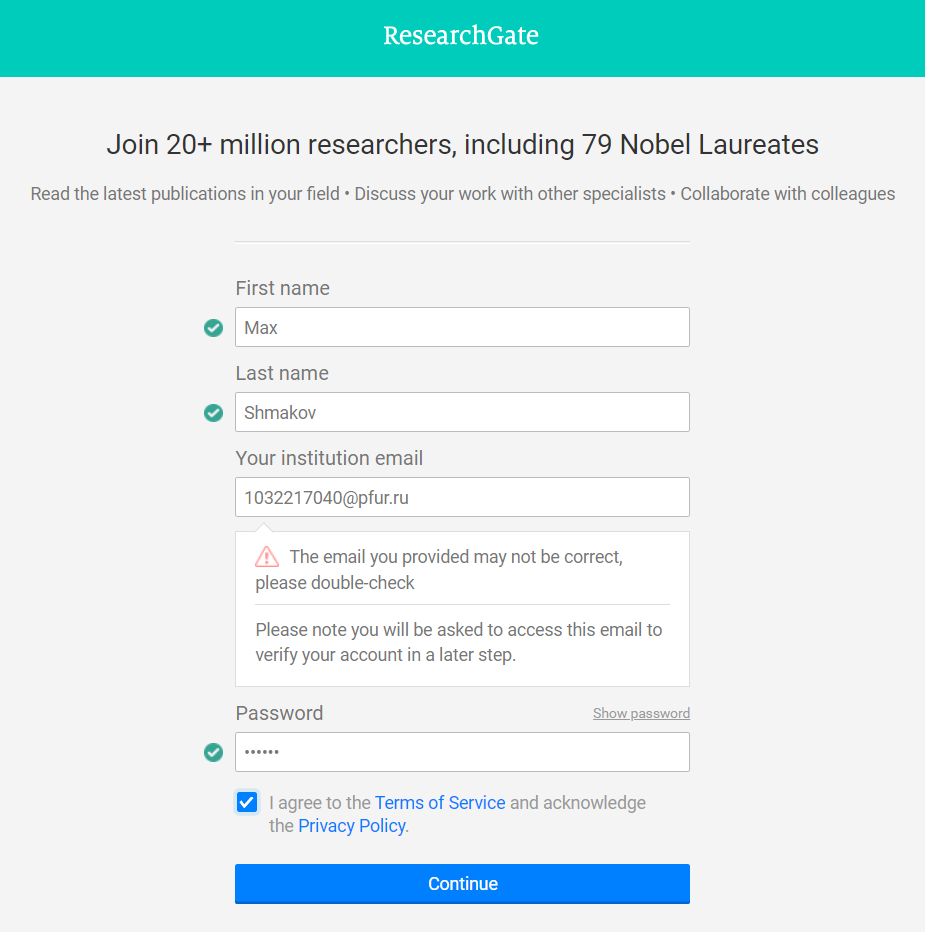 ResearchGate
Join 20+ million researchers, including 79 Nobel Laureates
Read the latest publications in your field • Discuss your work with other specialists • Collaborate with colleagues
First name
Max
Last name
Shmakov
Your institution email
1032217040@pfur.ru
The email you provided may not be correct,
please double-check
Please note you will be asked to access this email to
verify your account in a later step.
Password Show password
••••••
I agree to the Terms of Service and acknowledge
the Privacy Policy.
Continue